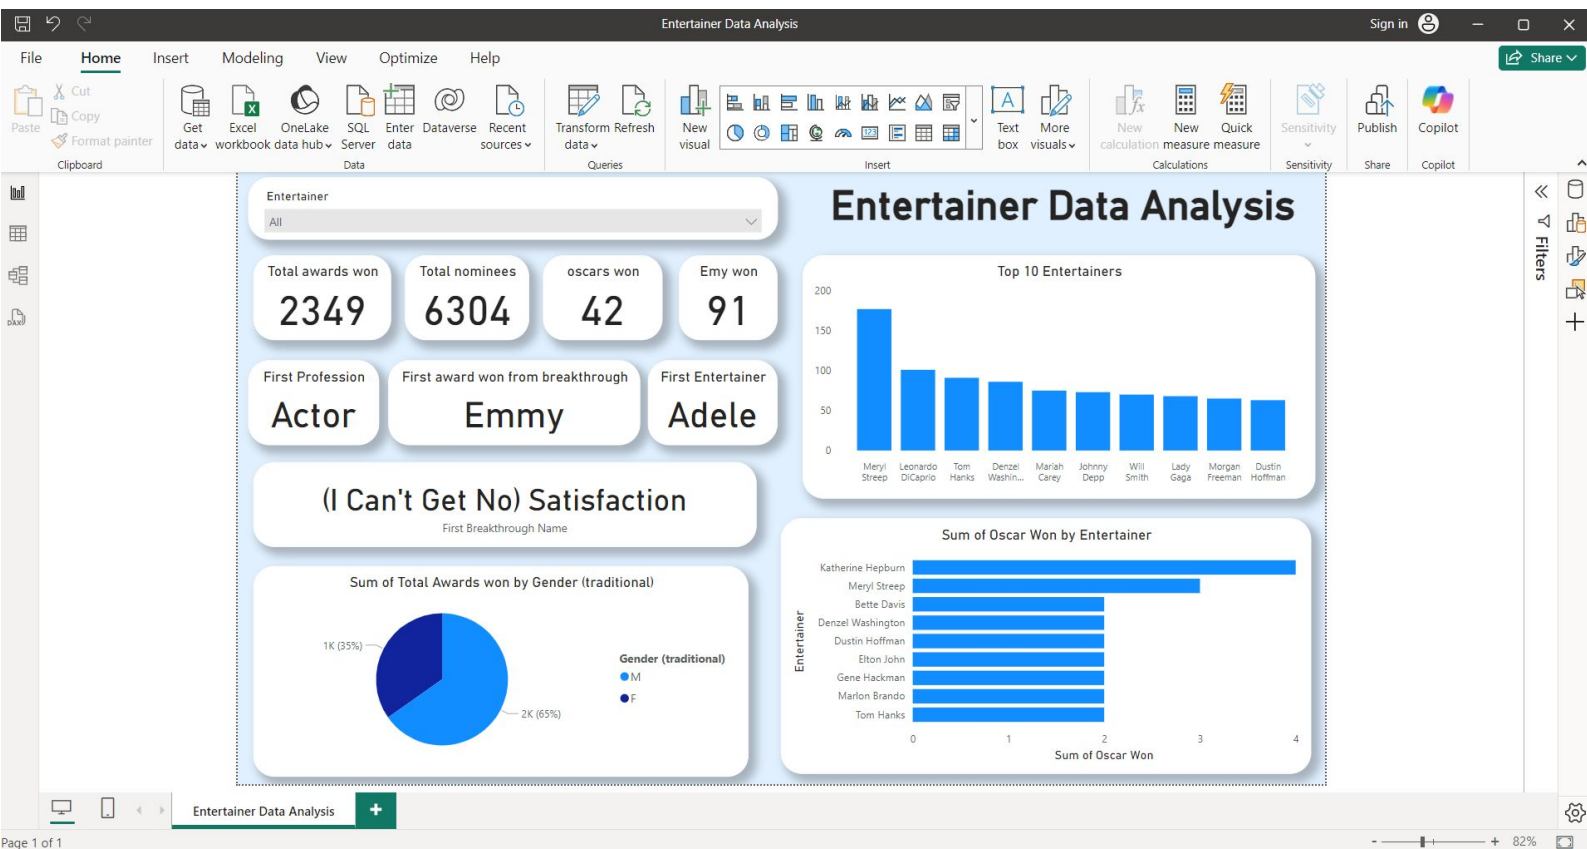 Entertainer Data Analysis
Sign in
File Home Insert Modeling View Optimize Help
Share
Paste
Cut
Copy
Format painter
Clipboard
Get data
Excel workbook
OneLake data hub
SQL Server
Enter data
Dataverse
Recent sources
Data
Transform data
Refresh
Queries
New visual
Text box
More visuals
Insert
New calculation
New measure
Quick measure
Calculations
Sensitivity
Sensitivity
Publish
Share
Copilot
Copilot
Entertainer
All
Entertainer Data Analysis
Total awards won
2349
Total nominees
6304
oscars won
42
Emy won
91
First Profession
Actor
First award won from breakthrough
Emmy
First Entertainer
Adele
(I Can't Get No) Satisfaction
First Breakthrough Name
Sum of Total Awards won by Gender (traditional)
1K (35%)
2K (65%)
Gender (traditional)
M
F
Top 10 Entertainers
200
150
100
50
0
Meryl Streep
Leonardo DiCaprio
Tom Hanks
Denzel Washin...
Mariah Carey
Johnny Depp
Will Smith
Lady Gaga
Morgan Freeman
Dustin Hoffman
Sum of Oscar Won by Entertainer
Entertainer
Katherine Hepburn
Meryl Streep
Bette Davis
Denzel Washington
Dustin Hoffman
Elton John
Gene Hackman
Marlon Brando
Tom Hanks
0 1 2 3 4
Sum of Oscar Won
Filters
DAX
Entertainer Data Analysis
Page 1 of 1
82%